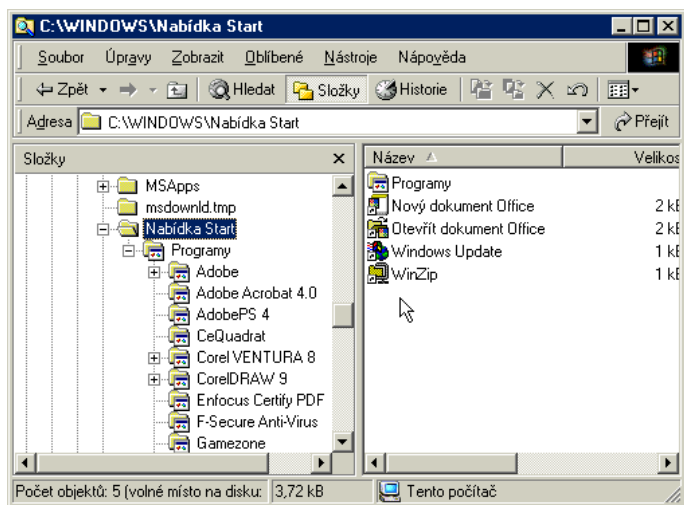 C:\WINDOWS\Nabídka Start
Soubor Úpravy Zobrazit Oblíbené Nástroje Nápověda
Zpět Hledat Složky Historie
Adresa C:\WINDOWS\Nabídka Start Přejít
Složky
MSApps
msdownld.tmp
Nabídka Start
Programy
Adobe
Adobe Acrobat 4.0
AdobePS 4
CeQuadrat
Corel VENTURA 8
CorelDRAW 9
Enfocus Certify PDF
F-Secure Anti-Virus
Gamezone
Název Velikos
Programy
Nový dokument Office 2 kB
Otevřít dokument Office 2 kB
Windows Update 1 kB
WinZip 1 kB
Počet objektů: 5 (volné místo na disku: 3,72 kB Tento počítač